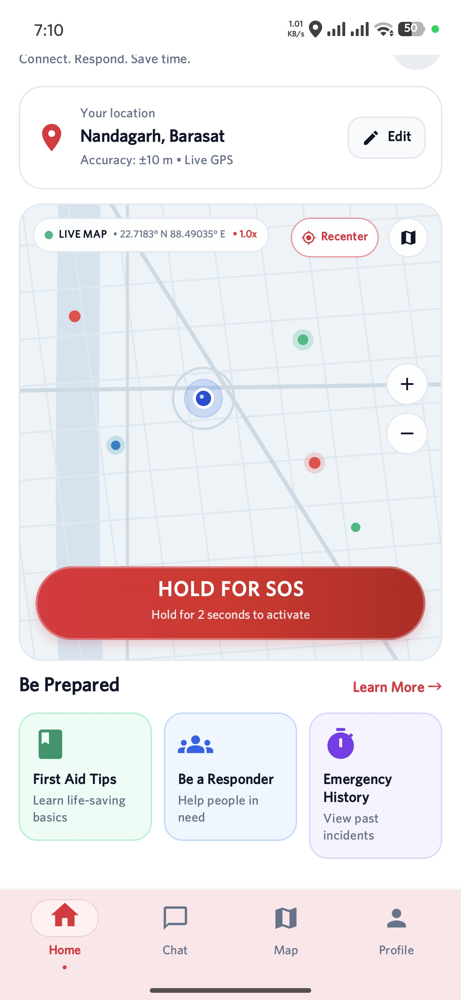 7:10
1.01
KB/s
50
Connect. Respond. Save time.
Your location
Nandagarh, Barasat
Accuracy: ±10 m • Live GPS
Edit
LIVE MAP • 22.7183° N 88.49035° E • 1.0x
Recenter
HOLD FOR SOS
Hold for 2 seconds to activate
Be Prepared
Learn More →
First Aid Tips
Learn life-saving
basics
Be a Responder
Help people in
need
Emergency
History
View past
incidents
Home
Chat
Map
Profile